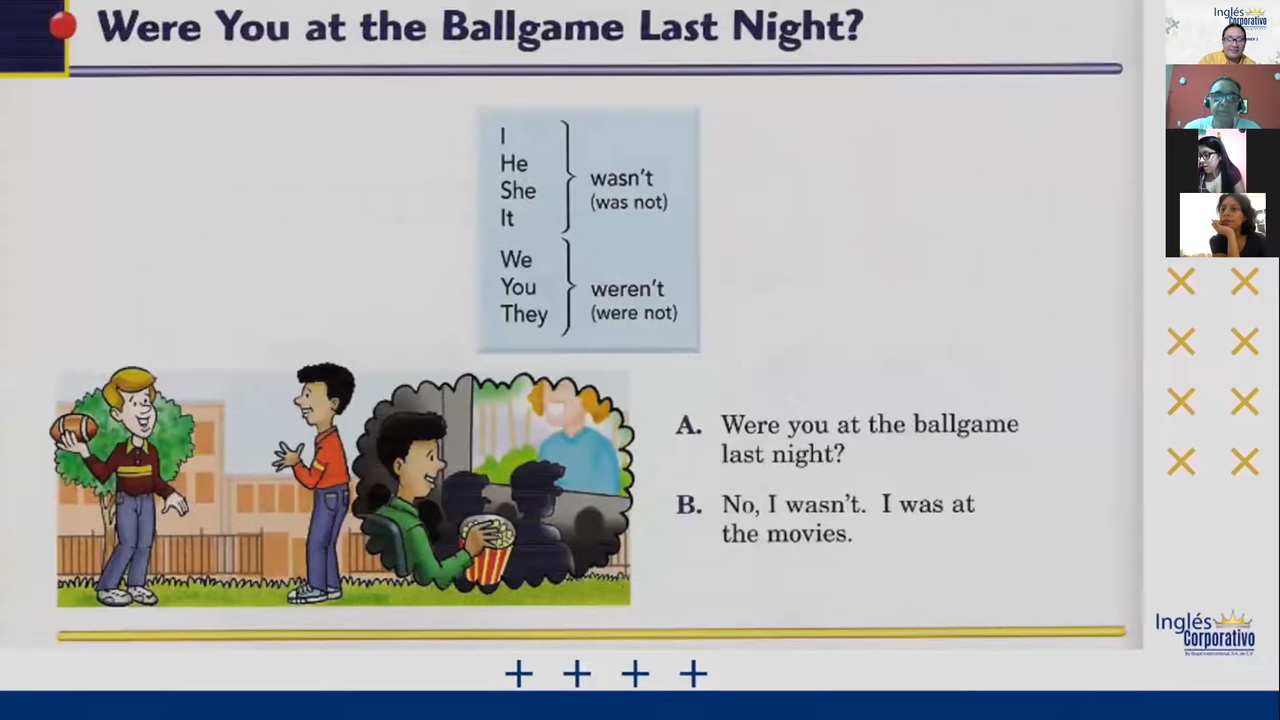 Were You at the Ballgame Last Night?
I
He
She
It
wasn't
(was not)
We
You
They
weren't
(were not)
A. Were you at the ballgame
last night?
B. No, I wasn't. I was at
the movies.
Inglés
Corporativo
Inglés
Corporativo